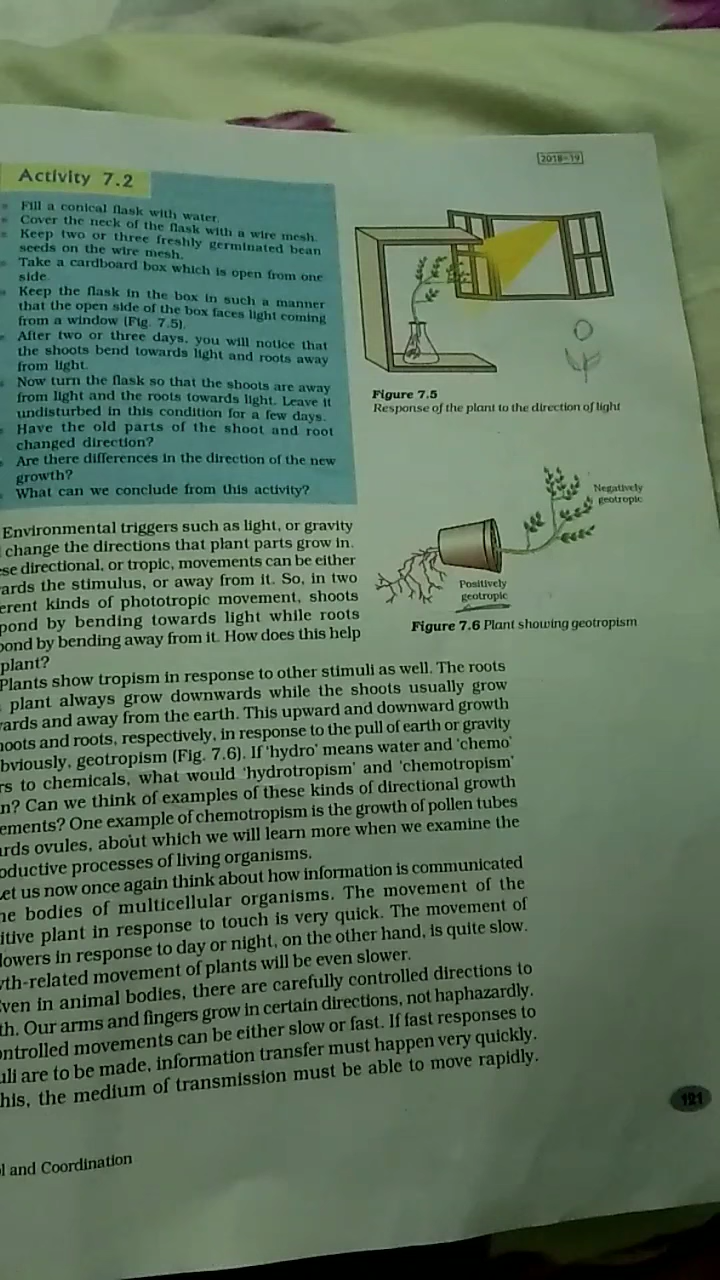 2018-19
Activity 7.2
Fill a conical flask with water.
Cover the neck of the flask with a wire mesh.
Keep two or three freshly germinated bean
seeds on the wire mesh.
Take a cardboard box which is open from one
side.
Keep the flask in the box in such a manner
that the open side of the box faces light coming
from a window (Fig. 7.5).
After two or three days, you will notice that
the shoots bend towards light and roots away
from light.
Now turn the flask so that the shoots are away
from light and the roots towards light. Leave it
undisturbed in this condition for a few days.
Have the old parts of the shoot and root
changed direction?
Are there differences in the direction of the new
growth?
What can we conclude from this activity?
Figure 7.5
Response of the plant to the direction of light
Negatively
geotropic
Positively
geotropic
Figure 7.6 Plant showing geotropism
Environmental triggers such as light, or gravity
change the directions that plant parts grow in.
se directional, or tropic, movements can be either
ards the stimulus, or away from it. So, in two
erent kinds of phototropic movement, shoots
pond by bending towards light while roots
pond by bending away from it. How does this help
plant?
Plants show tropism in response to other stimuli as well. The roots
plant always grow downwards while the shoots usually grow
ards and away from the earth. This upward and downward growth
hoots and roots, respectively, in response to the pull of earth or gravity
bviously, geotropism (Fig. 7.6). If 'hydro' means water and 'chemo'
rs to chemicals, what would 'hydrotropism' and 'chemotropism'
n? Can we think of examples of these kinds of directional growth
ements? One example of chemotropism is the growth of pollen tubes
ards ovules, about which we will learn more when we examine the
oductive processes of living organisms.
Let us now once again think about how information is communicated
he bodies of multicellular organisms. The movement of the
itive plant in response to touch is very quick. The movement of
lowers in response to day or night, on the other hand, is quite slow.
wth-related movement of plants will be even slower.
Even in animal bodies, there are carefully controlled directions to
th. Our arms and fingers grow in certain directions, not haphazardly.
ontrolled movements can be either slow or fast. If fast responses to
uli are to be made, information transfer must happen very quickly.
his, the medium of transmission must be able to move rapidly.
l and Coordination
121